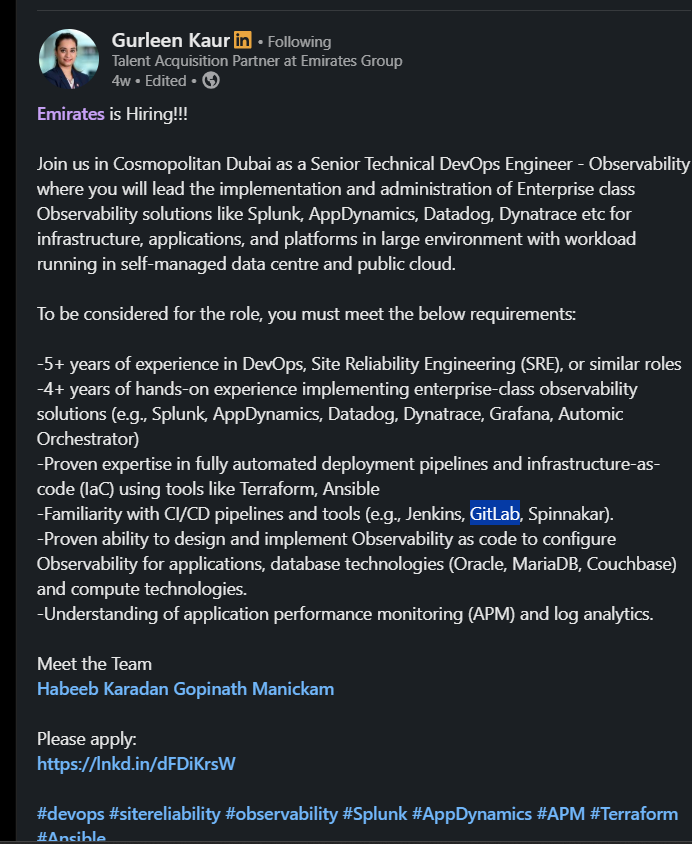 Gurleen Kaur in • Following
Talent Acquisition Partner at Emirates Group
4w • Edited •
Emirates is Hiring!!!
Join us in Cosmopolitan Dubai as a Senior Technical DevOps Engineer - Observability
where you will lead the implementation and administration of Enterprise class
Observability solutions like Splunk, AppDynamics, Datadog, Dynatrace etc for
infrastructure, applications, and platforms in large environment with workload
running in self-managed data centre and public cloud.
To be considered for the role, you must meet the below requirements:
-5+ years of experience in DevOps, Site Reliability Engineering (SRE), or similar roles
-4+ years of hands-on experience implementing enterprise-class observability
solutions (e.g., Splunk, AppDynamics, Datadog, Dynatrace, Grafana, Automic
Orchestrator)
-Proven expertise in fully automated deployment pipelines and infrastructure-as-
code (IaC) using tools like Terraform, Ansible
-Familiarity with CI/CD pipelines and tools (e.g., Jenkins, GitLab, Spinnakar).
-Proven ability to design and implement Observability as code to configure
Observability for applications, database technologies (Oracle, MariaDB, Couchbase)
and compute technologies.
-Understanding of application performance monitoring (APM) and log analytics.
Meet the Team
Habeeb Karadan Gopinath Manickam
Please apply:
https://lnkd.in/dFDiKrsW
#devops #sitereliability #observability #Splunk #AppDynamics #APM #Terraform
#Ansible